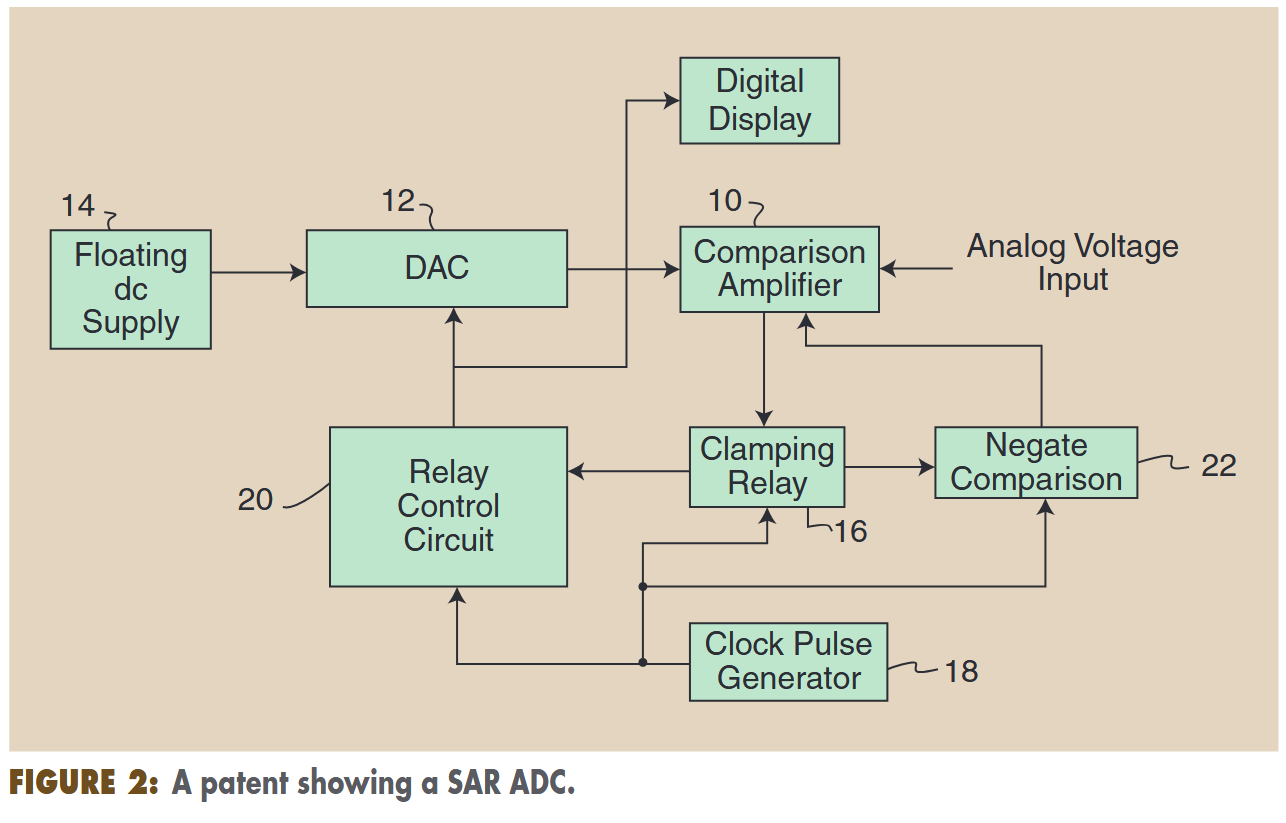 Digital
Display
14
12
10
Floating
dc
Supply
DAC
Comparison
Amplifier
Analog Voltage
Input
Relay
Control
Circuit
20
Clamping
Relay
16
Negate
Comparison
22
Clock Pulse
Generator
18
FIGURE 2: A patent showing a SAR ADC.